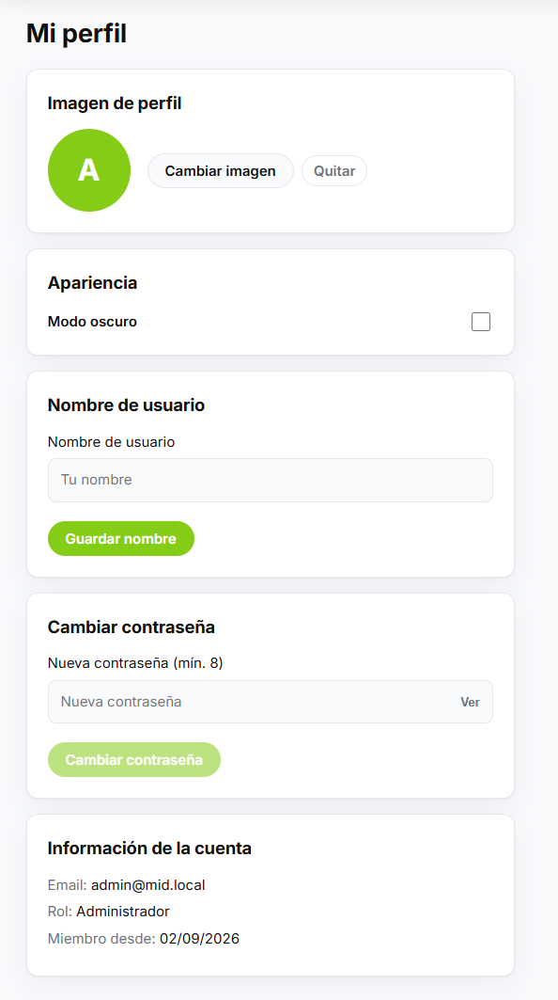 Mi perfil
Imagen de perfil
A
Cambiar imagen
Quitar
Apariencia
Modo oscuro
Nombre de usuario
Nombre de usuario
Tu nombre
Guardar nombre
Cambiar contraseña
Nueva contraseña (mín. 8)
Nueva contraseña
Ver
Cambiar contraseña
Información de la cuenta
Email: admin@mid.local
Rol: Administrador
Miembro desde: 02/09/2026